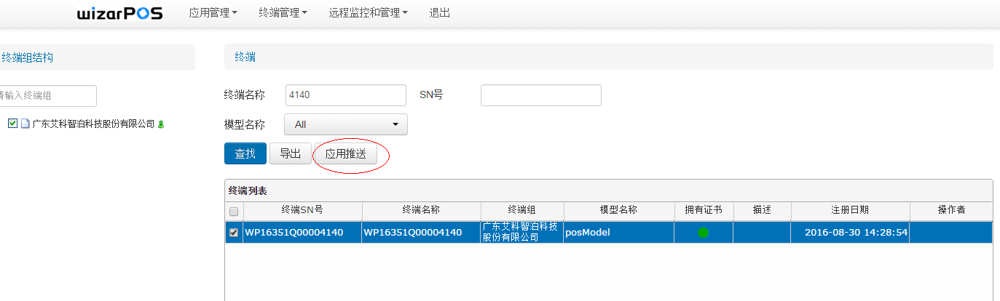 wizarPOS 应用管理 终端管理 远程监控和管理 退出
终端组结构
请输入终端组
广东艾科智泊科技股份有限公司
终端
终端名称 4140 SN号
模型名称 All
查找 导出 应用推送
终端列表
终端SN号 终端名称 终端组 模型名称 拥有证书 描述 注册日期 操作者
WP16351Q00004140 WP16351Q00004140 广东艾科智泊科技 posModel 2016-08-30 14:28:54
股份有限公司